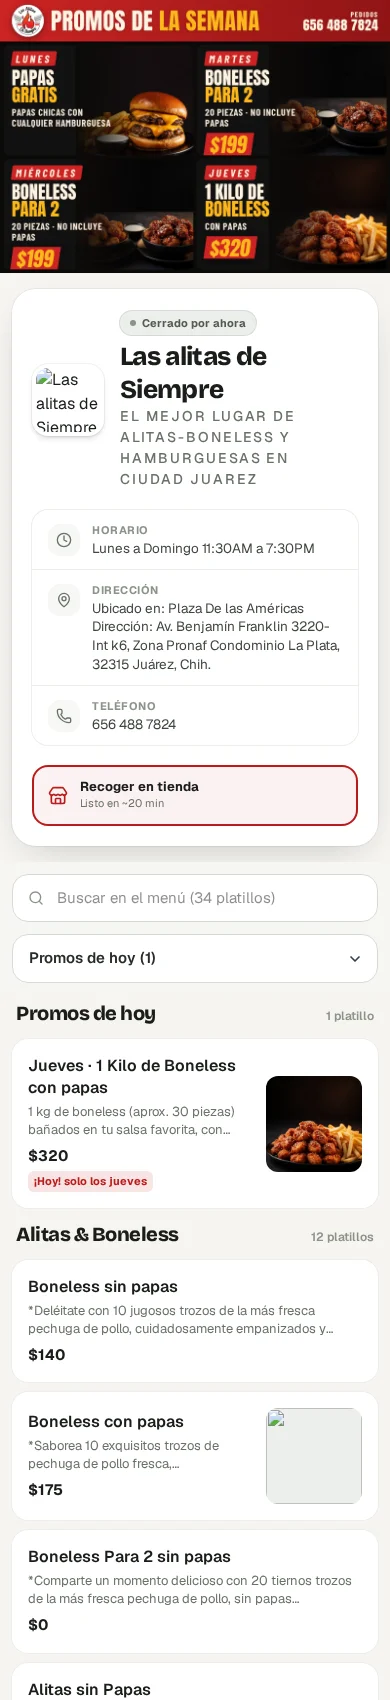 PROMOS DE LA SEMANA
PEDIDOS
656 488 7824
LUNES
PAPAS
GRATIS
PAPAS CHICAS CON
CUALQUIER HAMBURGUESA
MARTES
BONELESS
PARA 2
20 PIEZAS · NO INCLUYE
PAPAS
$199
MIÉRCOLES
BONELESS
PARA 2
20 PIEZAS · NO INCLUYE
PAPAS
$199
JUEVES
1 KILO DE
BONELESS
CON PAPAS
$320
Cerrado por ahora
Las alitas de
Siempre
Las
alitas de
Siempre
EL MEJOR LUGAR DE
ALITAS-BONELESS Y
HAMBURGUESAS EN
CIUDAD JUAREZ
HORARIO
Lunes a Domingo 11:30AM a 7:30PM
DIRECCIÓN
Ubicado en: Plaza De las Américas
Dirección: Av. Benjamín Franklin 3220-
Int k6, Zona Pronaf Condominio La Plata,
32315 Juárez, Chih.
TELÉFONO
656 488 7824
Recoger en tienda
Listo en ~20 min
Buscar en el menú (34 platillos)
Promos de hoy (1)
Promos de hoy
1 platillo
Jueves · 1 Kilo de Boneless
con papas
1 kg de boneless (aprox. 30 piezas)
bañados en tu salsa favorita, con…
$320
¡Hoy! solo los jueves
Alitas & Boneless
12 platillos
Boneless sin papas
*Deléitate con 10 jugosos trozos de la más fresca
pechuga de pollo, cuidadosamente empanizados y…
$140
Boneless con papas
*Saborea 10 exquisitos trozos de
pechuga de pollo fresca,…
$175
Boneless Para 2 sin papas
*Comparte un momento delicioso con 20 tiernos trozos
de la más fresca pechuga de pollo, sin papas…
$0
Alitas sin Papas